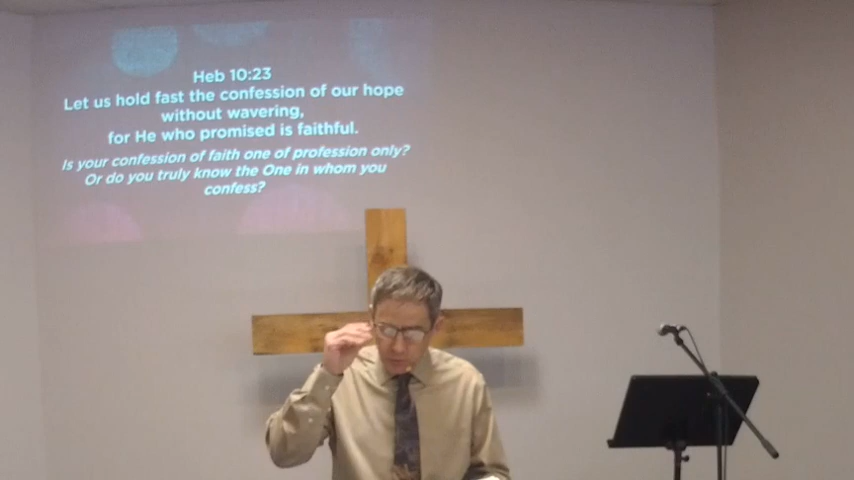 Heb 10:23
Let us hold fast the confession of our hope
without wavering,
for He who promised is faithful.
Is your confession of faith one of profession only?
Or do you truly know the One in whom you
confess?